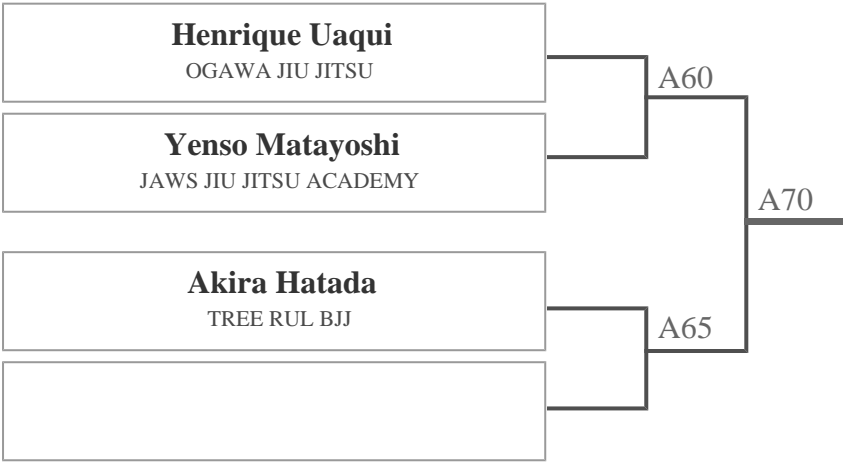 Henrique Uaqui
OGAWA JIU JITSU
A60
Yenso Matayoshi
JAWS JIU JITSU ACADEMY
A70
Akira Hatada
TREE RUL BJJ
A65